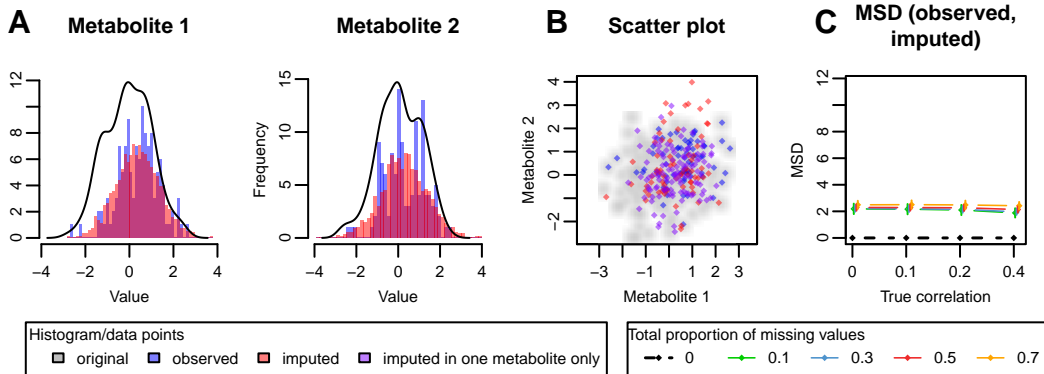 A
Metabolite 1
Metabolite 2
B
Scatter plot
C
MSD (observed, imputed)
0 2 4 6 8 12
−4 −2 0 2 4
Value
Frequency
0 5 10 15
−4 −2 0 2 4
Value
Metabolite 2
−2 0 1 2 3 4
−3 −1 0 1 2 3
Metabolite 1
MSD
0 2 4 6 8 12
0 0.1 0.2 0.4
True correlation
Histogram/data points
original observed imputed imputed in one metabolite only
Total proportion of missing values
0 0.1 0.3 0.5 0.7